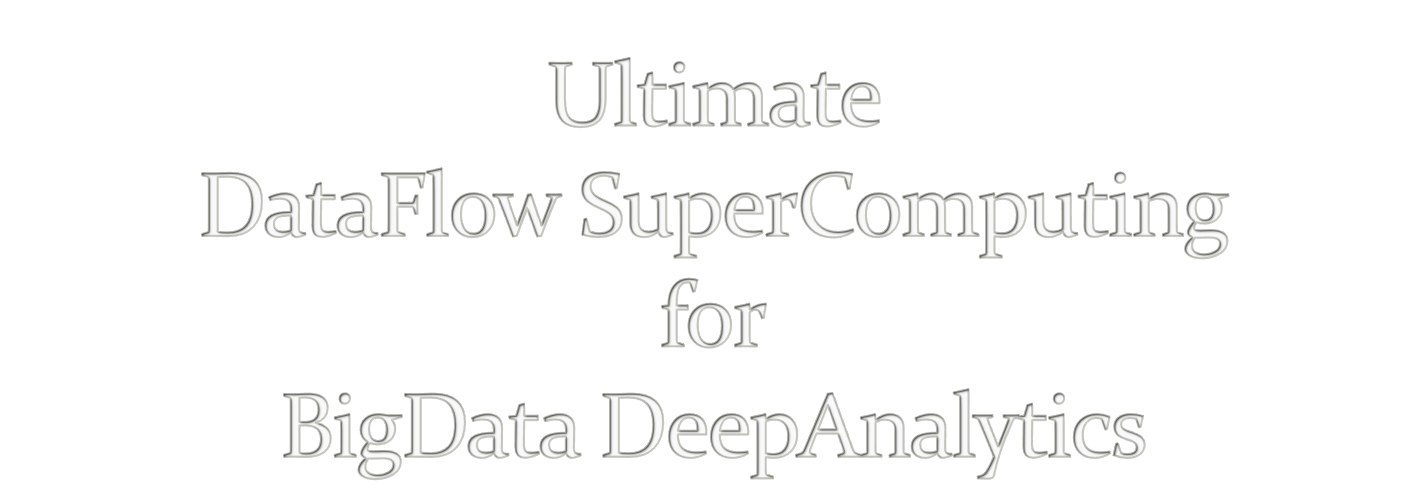 Ultimate
DataFlow SuperComputing
for
BigData DeepAnalytics